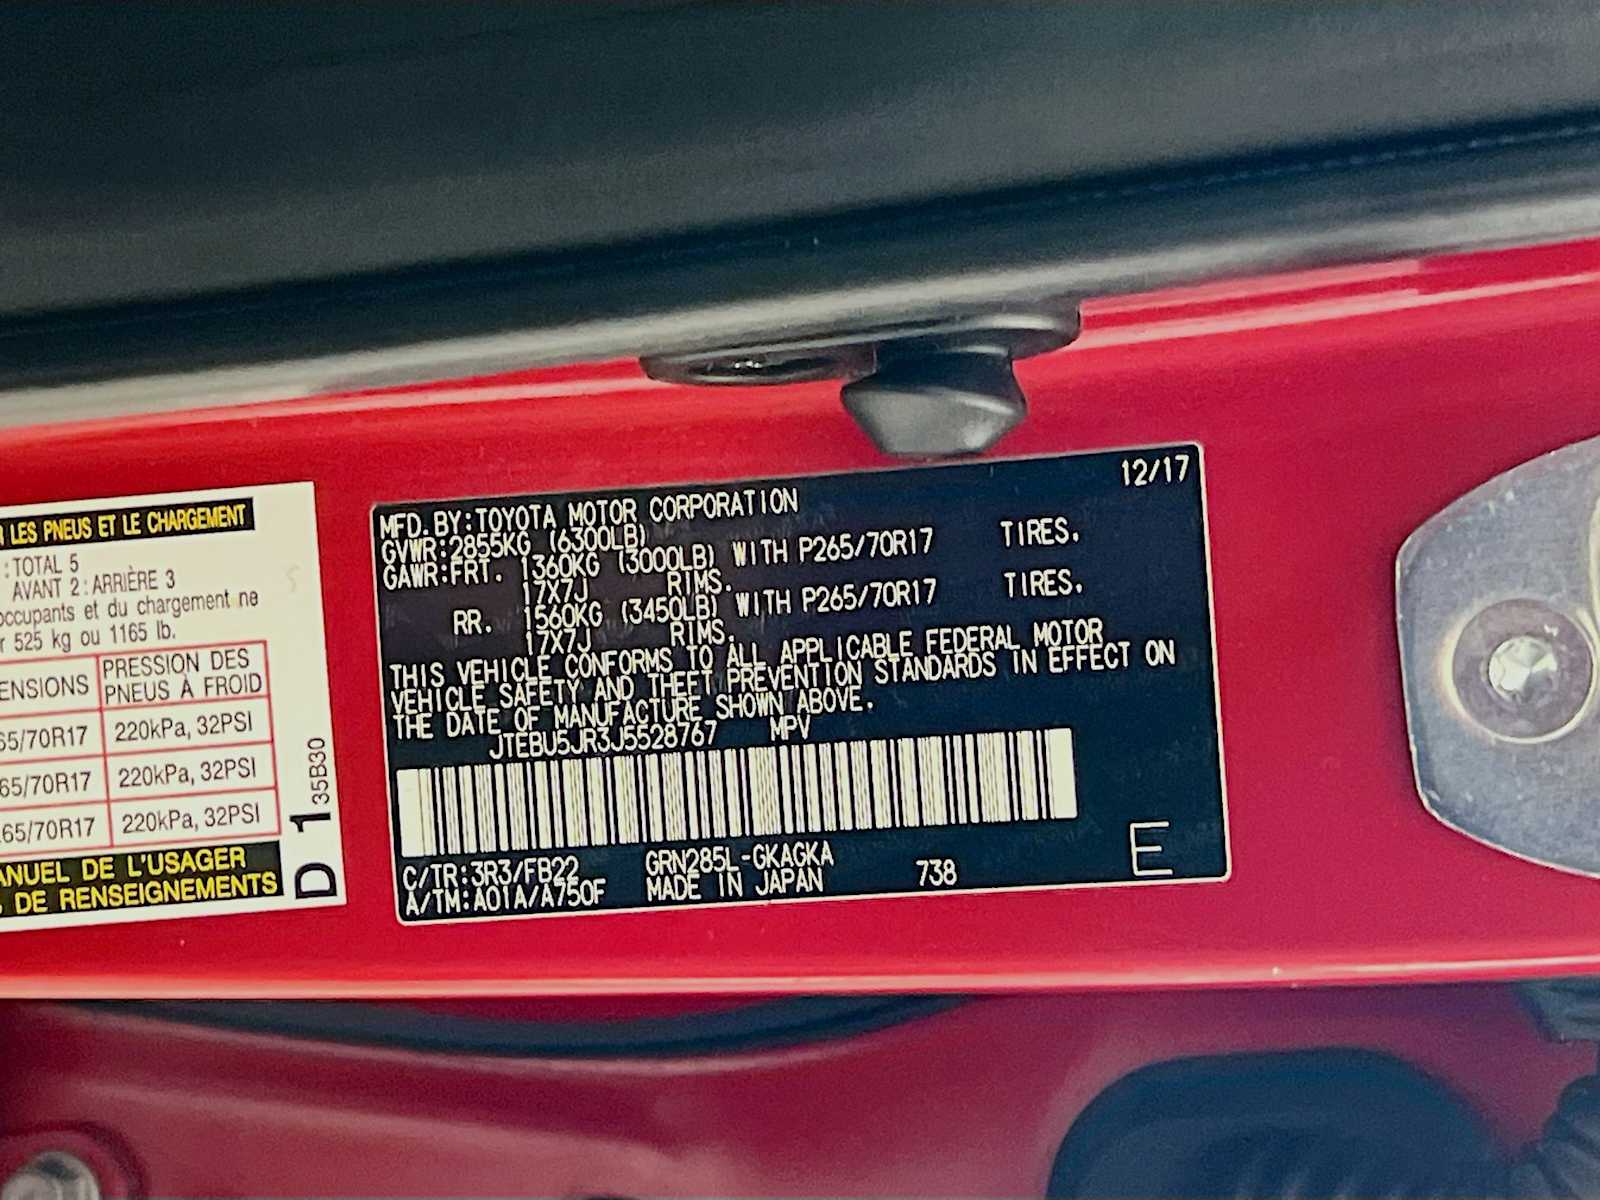 LES PNEUS ET LE CHARGEMENT
:TOTAL 5
AVANT 2:ARRIÈRE 3
occupants et du chargement ne
525 kg ou 1165 lb.
ENSIONS
PRESSION DES
PNEUS À FROID
65/70R17 220kPa, 32PSI
65/70R17 220kPa, 32PSI
265/70R17 220kPa, 32PSI
ANUEL DE L'USAGER
DE RENSEIGNEMENTS
D 1 35B30
12/17
MFD.BY:TOYOTA MOTOR CORPORATION
GVWR:2855KG (6300LB)
GAWR:FRT. 1360KG (3000LB) WITH P265/70R17 TIRES.
17X7J RIMS.
RR. 1560KG (3450LB) WITH P265/70R17 TIRES.
17X7J RIMS.
THIS VEHICLE CONFORMS TO ALL APPLICABLE FEDERAL MOTOR
VEHICLE SAFETY AND THEFT PREVENTION STANDARDS IN EFFECT ON
THE DATE OF MANUFACTURE SHOWN ABOVE.
JTEBU5JR3J5528767 MPV
C/TR:3R3/FB22 GRN285L-GKAGKA
A/TM:A01A/A750F MADE IN JAPAN 738 E